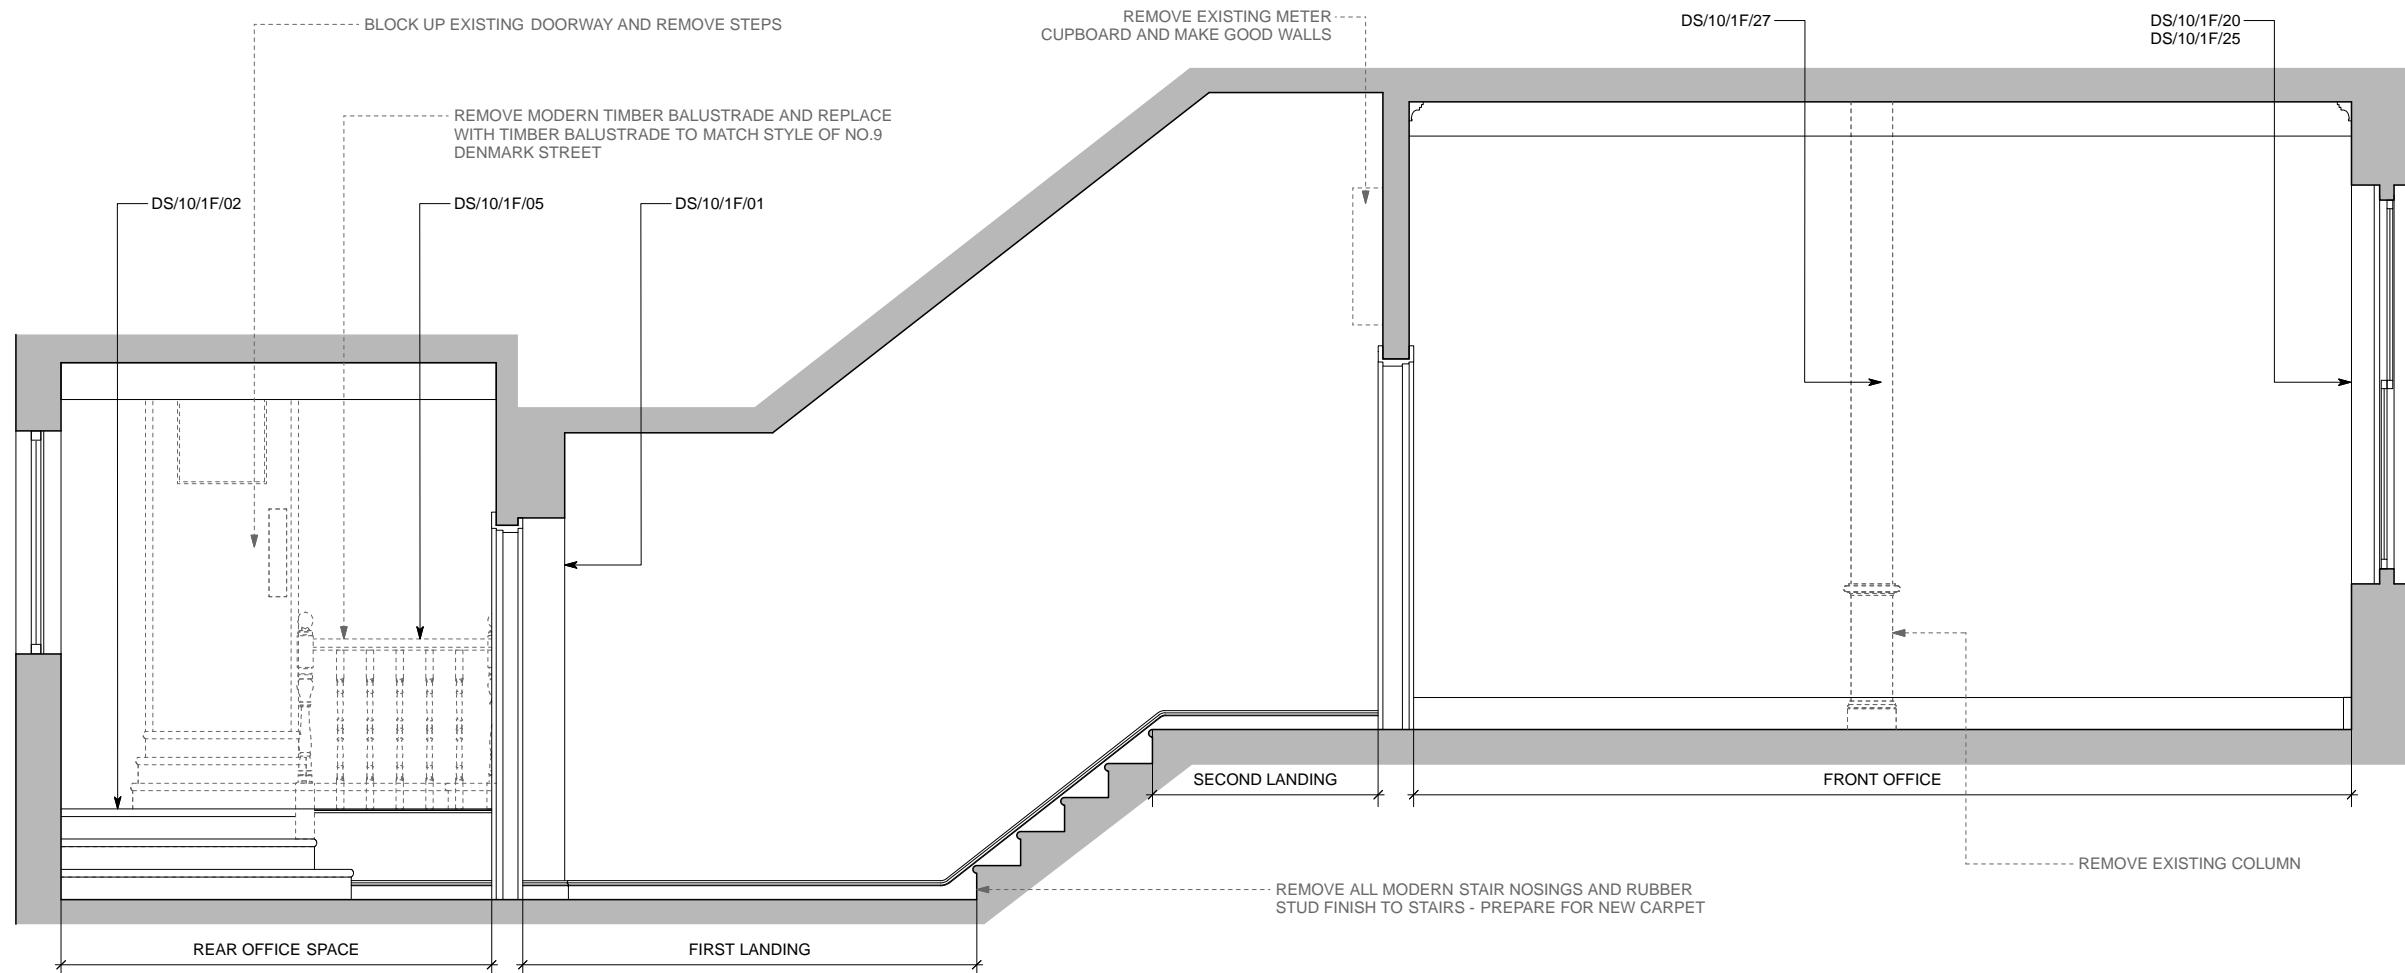 BLOCK UP EXISTING DOORWAY AND REMOVE STEPS
REMOVE EXISTING METER
CUPBOARD AND MAKE GOOD WALLS
DS/10/1F/27
DS/10/1F/20
DS/10/1F/25
REMOVE MODERN TIMBER BALUSTRADE AND REPLACE
WITH TIMBER BALUSTRADE TO MATCH STYLE OF NO.9
DENMARK STREET
DS/10/1F/02
DS/10/1F/05
DS/10/1F/01
SECOND LANDING
FRONT OFFICE
REMOVE EXISTING COLUMN
REMOVE ALL MODERN STAIR NOSINGS AND RUBBER
STUD FINISH TO STAIRS - PREPARE FOR NEW CARPET
REAR OFFICE SPACE
FIRST LANDING